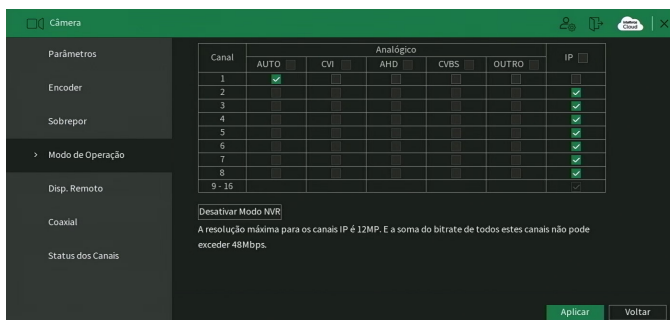 Câmera
intelbras
Cloud
Parâmetros
Encoder
Sobrepor
> Modo de Operação
Disp. Remoto
Coaxial
Status dos Canais
Canal Analógico IP
AUTO CVI AHD CVBS OUTRO
1
2
3
4
5
6
7
8
9 - 16
Desativar Modo NVR
A resolução máxima para os canais IP é 12MP. E a soma do bitrate de todos estes canais não pode
exceder 48Mbps.
Aplicar Voltar